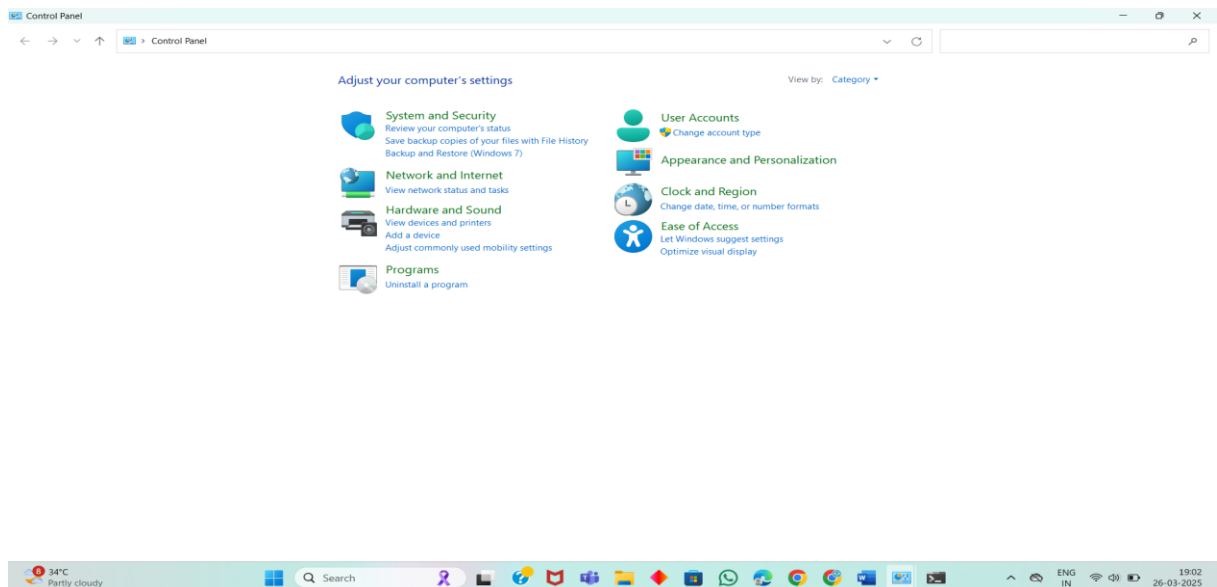 Control Panel
Control Panel
Adjust your computer's settings
View by: Category
System and Security
Review your computer's status
Save backup copies of your files with File History
Backup and Restore (Windows 7)
Network and Internet
View network status and tasks
Hardware and Sound
View devices and printers
Add a device
Adjust commonly used mobility settings
Programs
Uninstall a program
User Accounts
Change account type
Appearance and Personalization
Clock and Region
Change date, time, or number formats
Ease of Access
Let Windows suggest settings
Optimize visual display
8
34°C
Partly cloudy
Search
ENG
IN
19:02
26-03-2025